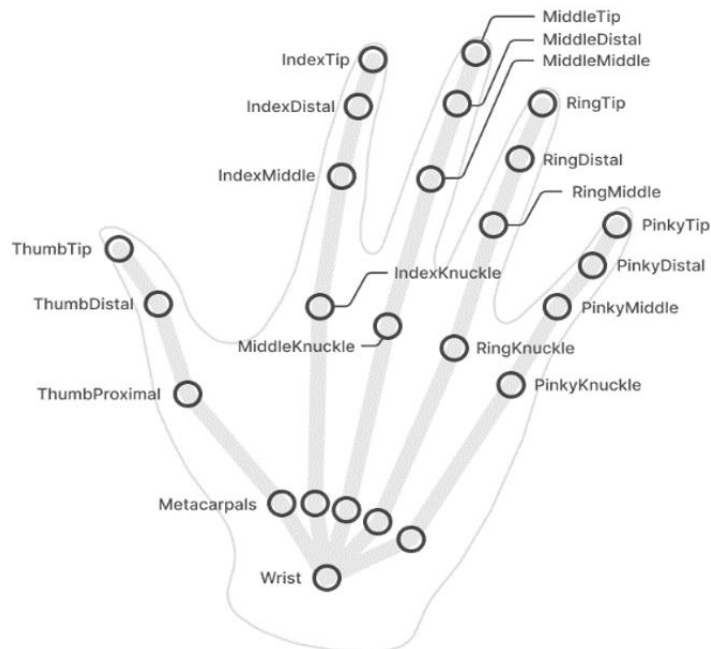 MiddleTip
MiddleDistal
MiddleMiddle
IndexTip
IndexDistal
RingTip
RingDistal
IndexMiddle
RingMiddle
PinkyTip
ThumbTip
PinkyDistal
IndexKnuckle
ThumbDistal
PinkyMiddle
MiddleKnuckle
RingKnuckle
PinkyKnuckle
ThumbProximal
Metacarpals
Wrist